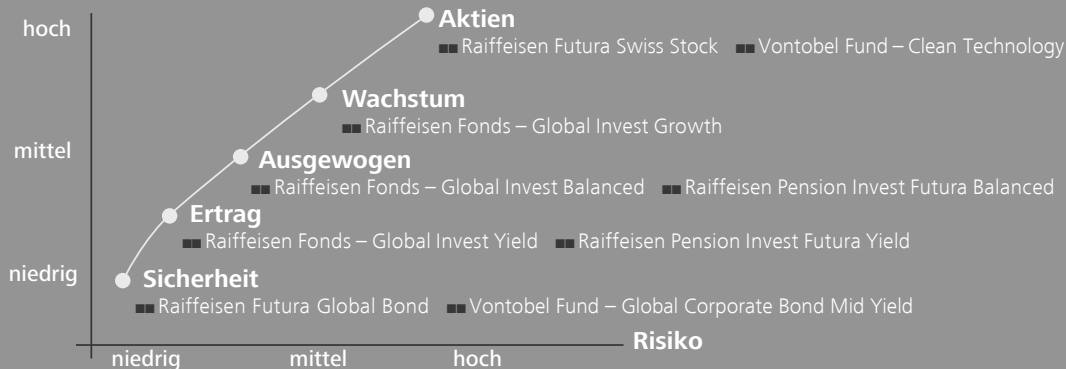 hoch
Aktien
Raiffeisen Futura Swiss Stock Vontobel Fund – Clean Technology
Wachstum
Raiffeisen Fonds – Global Invest Growth
mittel
Ausgewogen
Raiffeisen Fonds – Global Invest Balanced Raiffeisen Pension Invest Futura Balanced
Ertrag
Raiffeisen Fonds – Global Invest Yield Raiffeisen Pension Invest Futura Yield
niedrig
Sicherheit
Raiffeisen Futura Global Bond Vontobel Fund – Global Corporate Bond Mid Yield
Risiko
niedrig mittel hoch